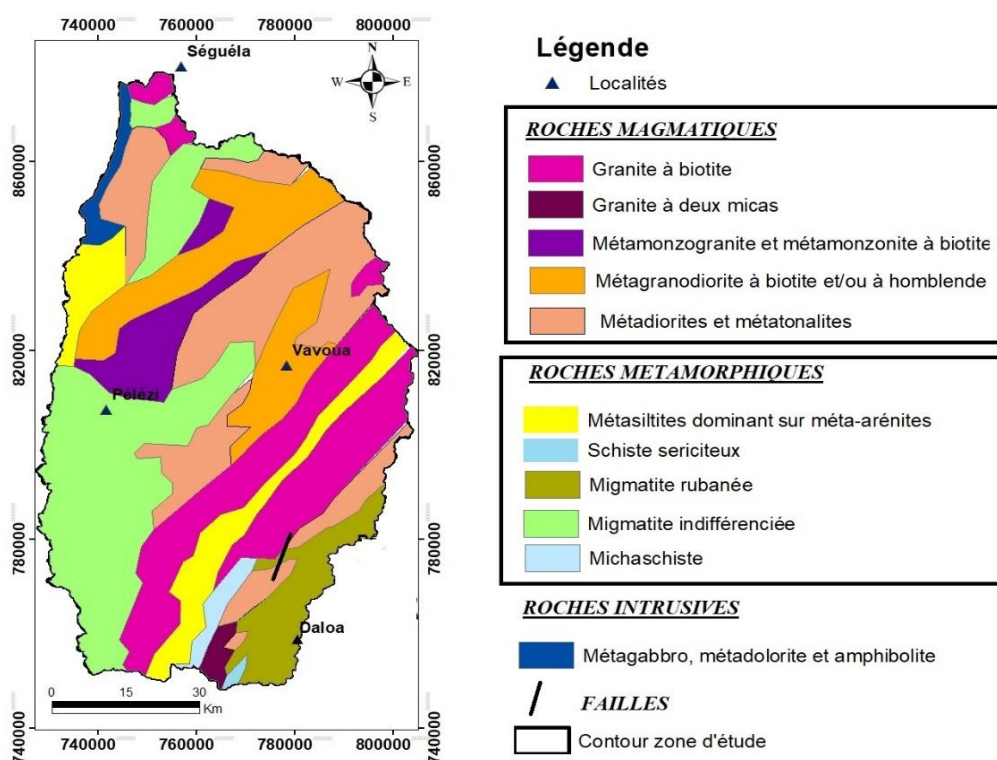 740000 760000 780000 800000
Séguéla
N
W E
S
860000
860000
820000
820000
Vavoua
Pélézi
780000
780000
Daloa
0 15 30
Km
740000
740000
740000 760000 780000 800000
Légende
Localités
ROCHES MAGMATIQUES
Granite à biotite
Granite à deux micas
Métamonzogranite et métamonzonite à biotite
Métagranodiorite à biotite et/ou à homblende
Métadiorites et métatonalites
ROCHES METAMORPHIQUES
Métasiltites dominant sur méta-arénites
Schiste sericiteux
Migmatite rubanée
Migmatite indifférenciée
Michaschiste
ROCHES INTRUSIVES
Métagabbro, métadolorite et amphibolite
FAILLES
Contour zone d'étude